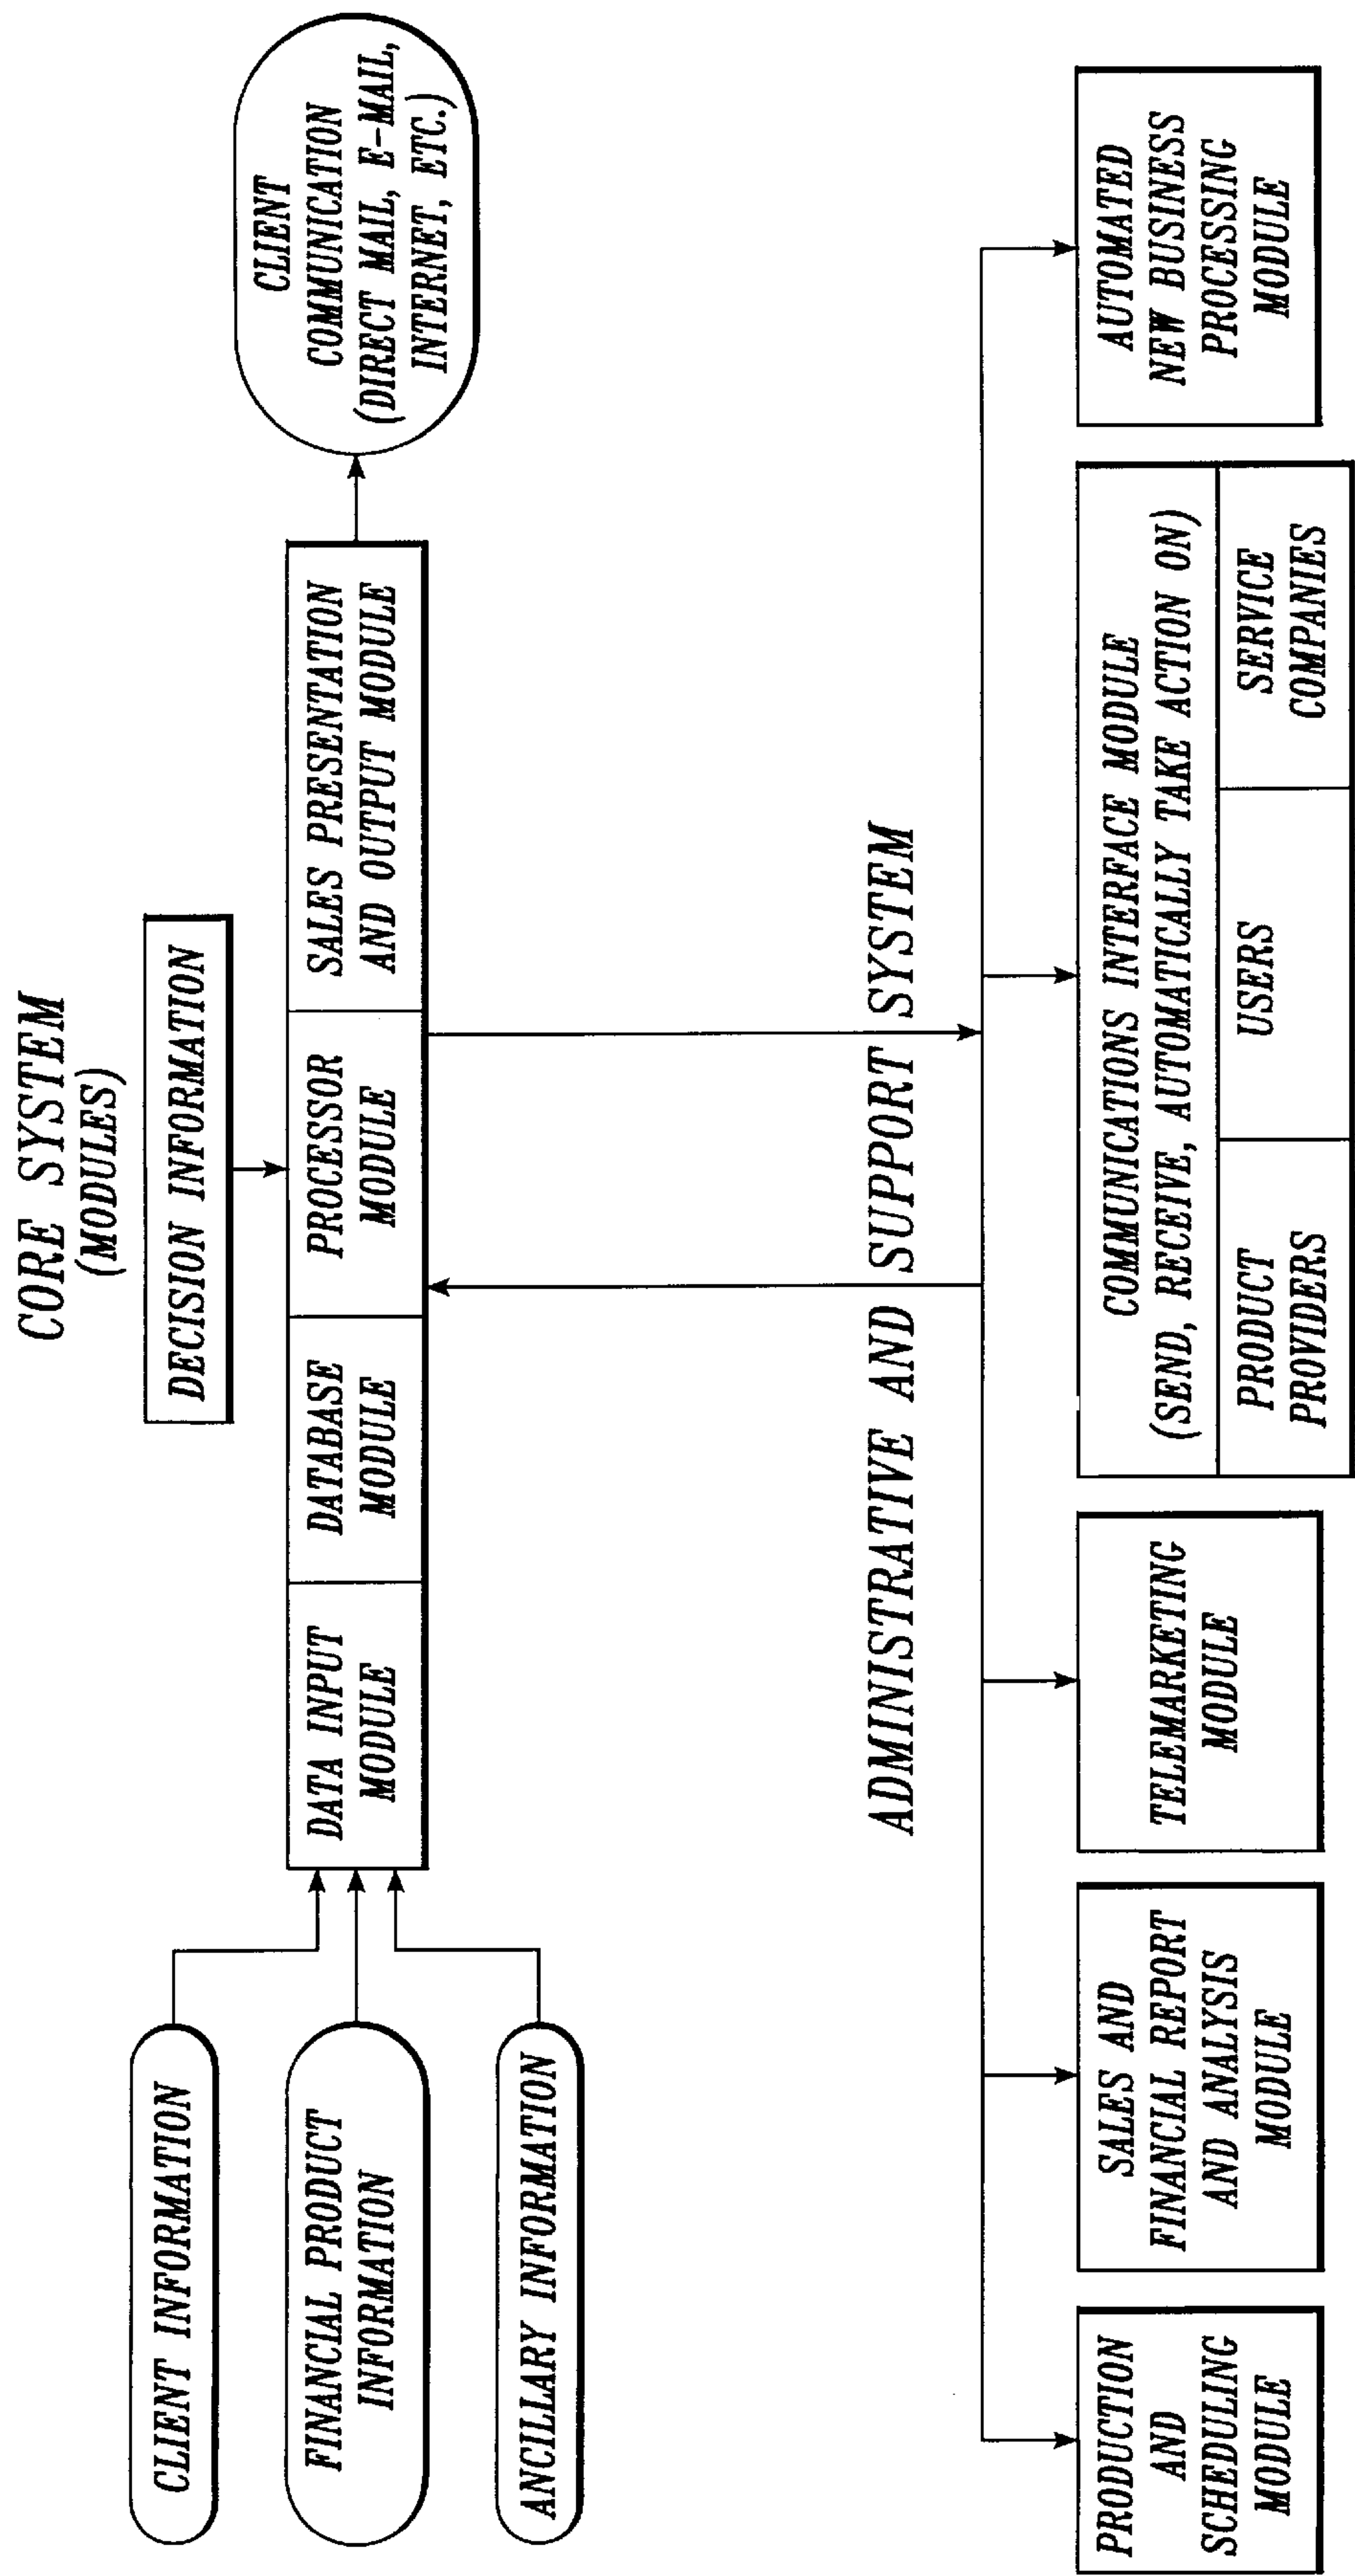 CORE SYSTEM
(MODULES)
DECISION INFORMATION
CLIENT INFORMATION
FINANCIAL PRODUCT
INFORMATION
ANCILLARY INFORMATION
DATA INPUT
MODULE
DATABASE
MODULE
PROCESSOR
MODULE
SALES PRESENTATION
AND OUTPUT MODULE
CLIENT
COMMUNICATION
(DIRECT MAIL, E-MAIL,
INTERNET, ETC.)
ADMINISTRATIVE AND SUPPORT SYSTEM
PRODUCTION
AND
SCHEDULING
MODULE
SALES AND
FINANCIAL REPORT
AND ANALYSIS
MODULE
TELEMARKETING
MODULE
COMMUNICATIONS INTERFACE MODULE
(SEND, RECEIVE, AUTOMATICALLY TAKE ACTION ON)
PRODUCT
PROVIDERS
USERS
SERVICE
COMPANIES
AUTOMATED
NEW BUSINESS
PROCESSING
MODULE